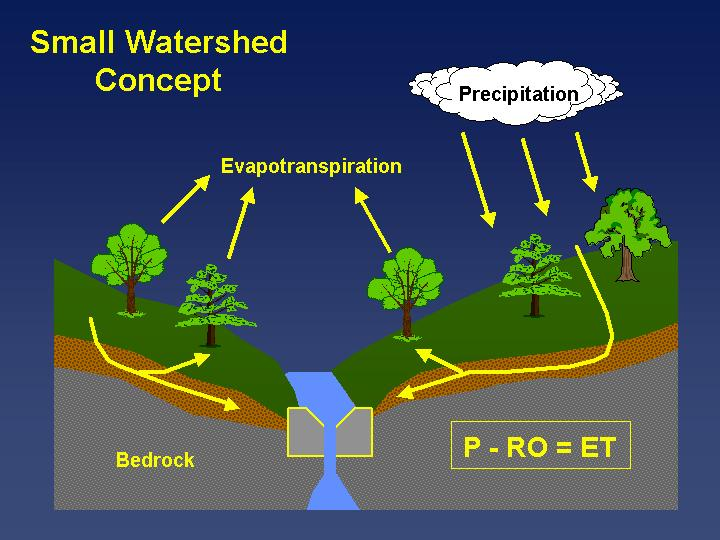 Small Watershed
Concept
Precipitation
Evapotranspiration
Bedrock
P - RO = ET